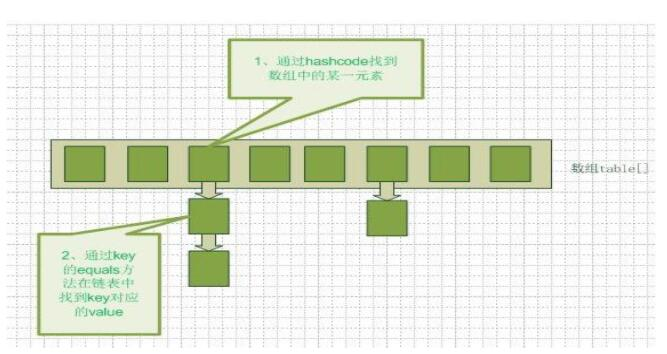 1、通过hashcode找到
数组中的某一元素
数组table[]
2、通过key
的equals方
法在链表中
找到key对应
的value